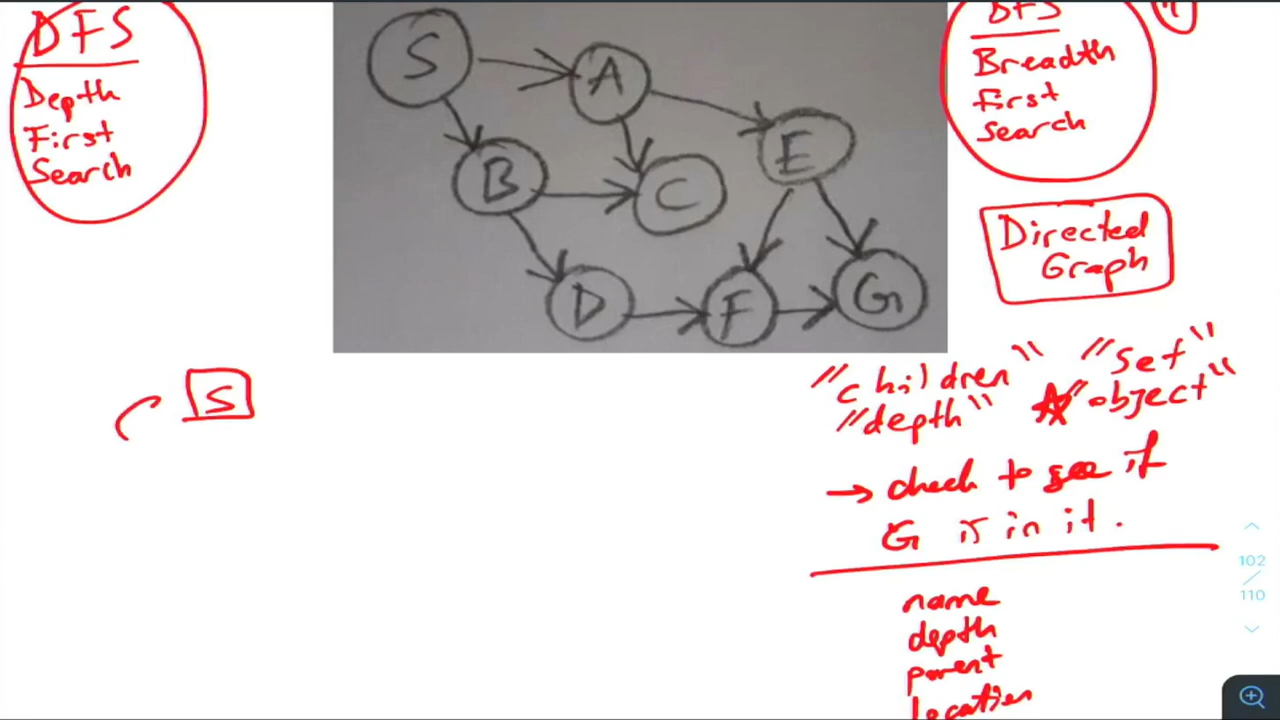 DFS
Depth
First
Search
S
A
B
C
E
D
F
G
BFS
Breadth
First
Search
Directed
Graph
"children" "set"
"depth" "object"
→ check to see if
G is in it.
name
depth
parent
location
S
102
110